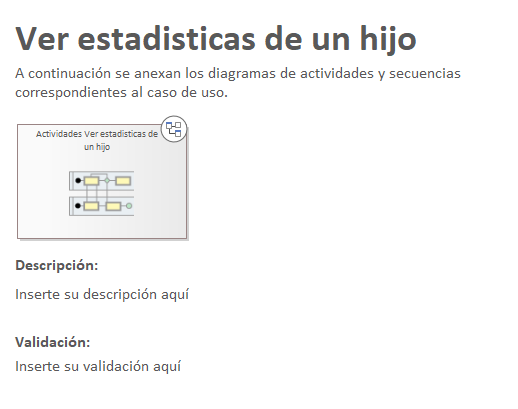 Ver estadisticas de un hijo
A continuación se anexan los diagramas de actividades y secuencias
correspondientes al caso de uso.
Actividades Ver estadisticas de
un hijo
Descripción:
Inserte su descripción aquí
Validación:
Inserte su validación aquí